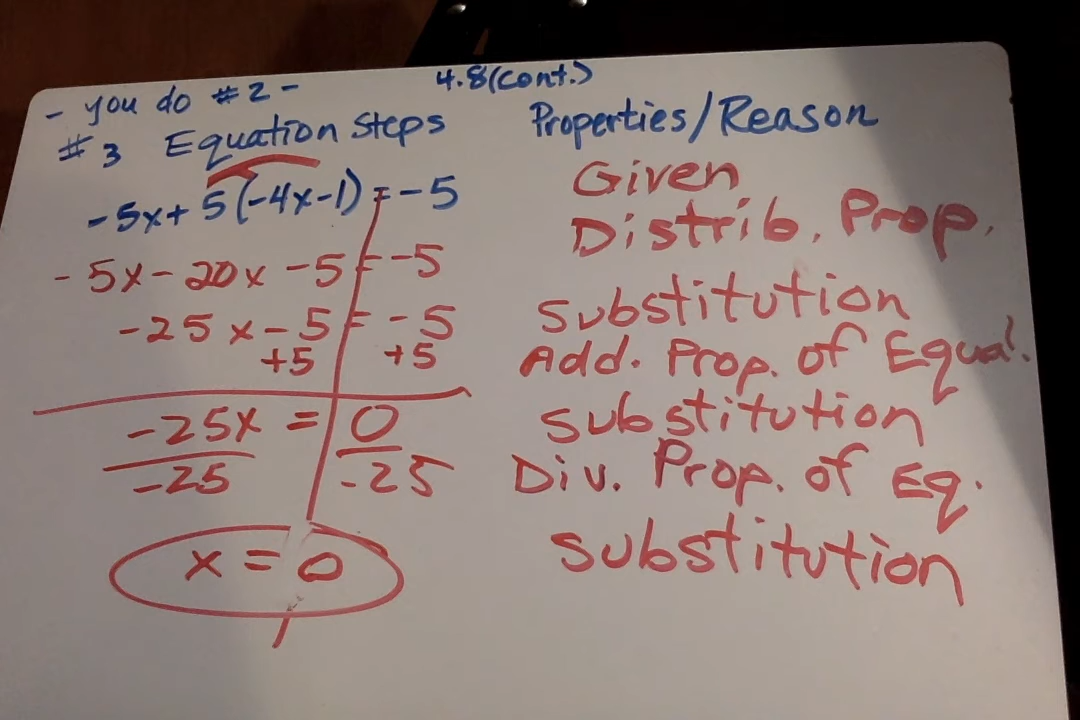 - you do #2 -
4.8 (cont.)
#3 Equation steps
Properties/Reason
-5x + 5(-4x-1) = -5
Given
Distrib. Prop.
-5x - 20x - 5 = -5
Substitution
-25x - 5 = -5
+5 +5
Add. Prop. of Equal.
-25x = 0
substitution
-25 -25
Div. Prop. of Eq.
x = 0
substitution